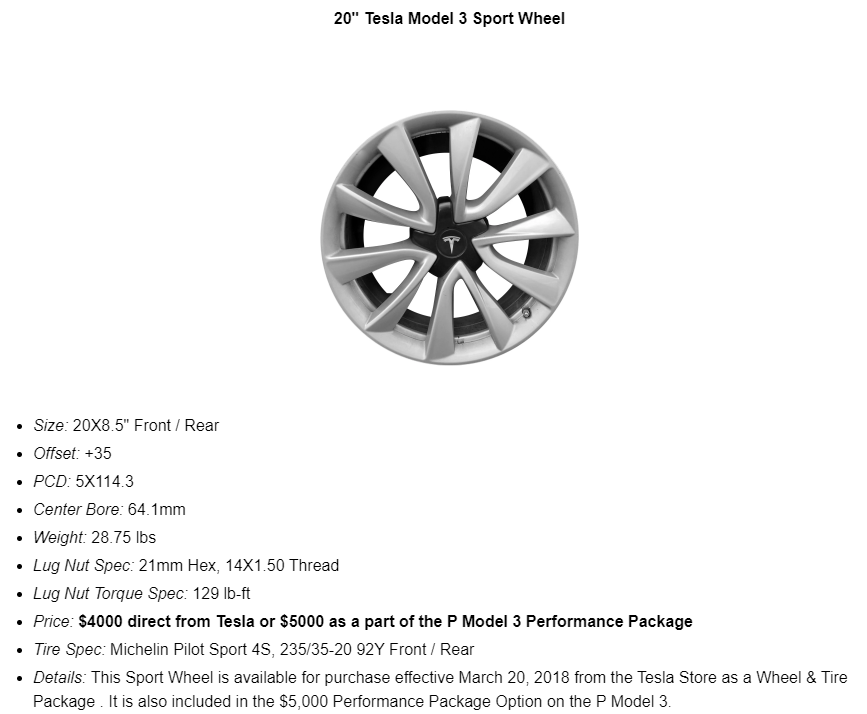 20" Tesla Model 3 Sport Wheel
Size: 20X8.5" Front / Rear
Offset: +35
PCD: 5X114.3
Center Bore: 64.1mm
Weight: 28.75 lbs
Lug Nut Spec: 21mm Hex, 14X1.50 Thread
Lug Nut Torque Spec: 129 lb-ft
Price: $4000 direct from Tesla or $5000 as a part of the P Model 3 Performance Package
Tire Spec: Michelin Pilot Sport 4S, 235/35-20 92Y Front / Rear
Details: This Sport Wheel is available for purchase effective March 20, 2018 from the Tesla Store as a Wheel & Tire
Package . It is also included in the $5,000 Performance Package Option on the P Model 3.